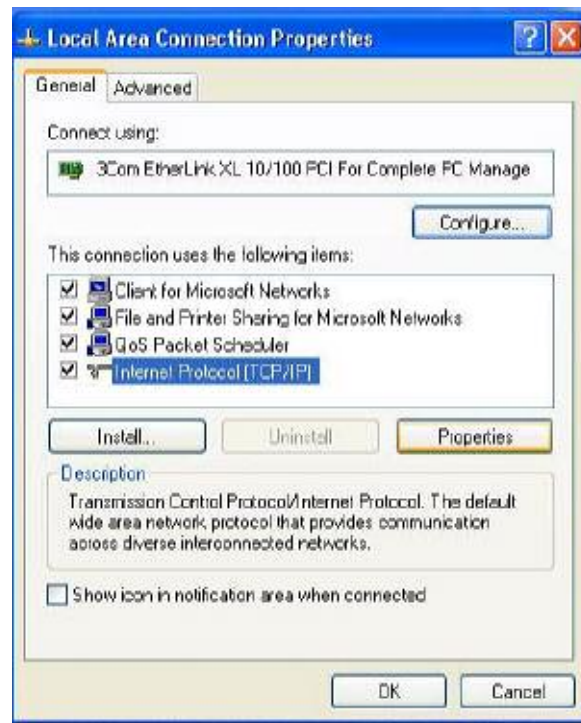 Local Area Connection Properties
General
Advanced
Connect using:
3Com EtherLink XL 10/100 PCI For Complete PC Manage
Configure...
This connection uses the following items:
Client for Microsoft Networks
File and Printer Sharing for Microsoft Networks
QoS Packet Scheduler
Internet Protocol (TCP/IP)
Install...
Uninstall
Properties
Description
Transmission Control Protocol/Internet Protocol. The default
wide area network protocol that provides communication
across diverse interconnected networks.
Show icon in notification area when connected
OK
Cancel